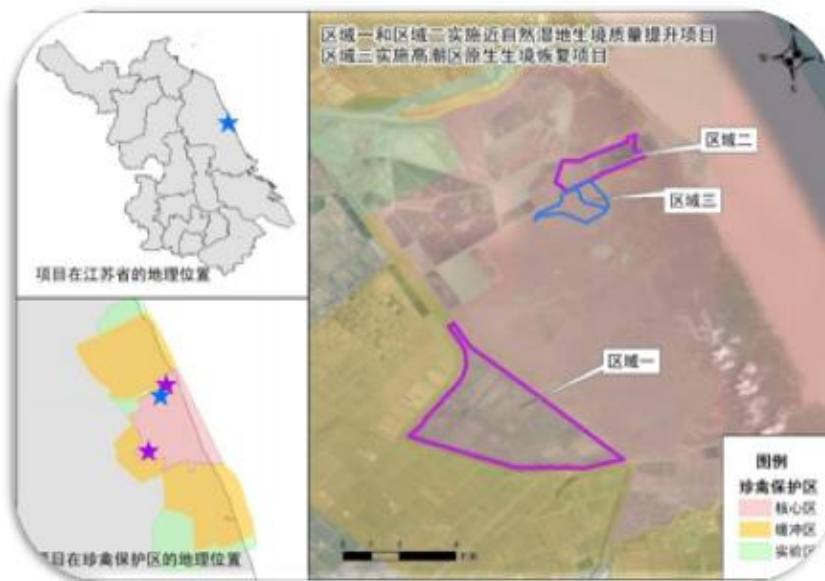 区域一和区域二实施近自然湿地生境质量提升项目
区域三实施高潮区原生生境恢复项目
区域二
区域三
区域一
项目在江苏省的地理位置
项目在珍禽保护区的地理位置
图例
珍禽保护区
核心区
缓冲区
实验区